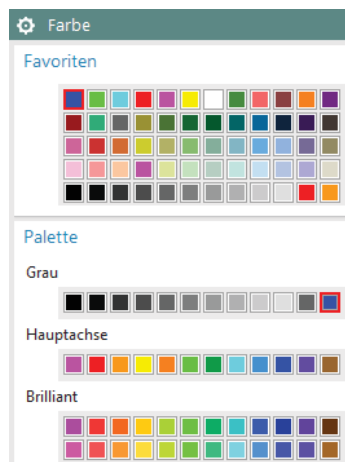 Farbe
Favoriten
Palette
Grau
Hauptachse
Brilliant